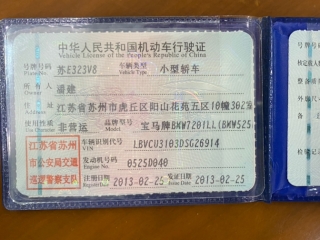 中华人民共和国机动车行驶证
Vehicle License of the People's Republic of China
号牌号码 苏E323V8 车辆类型 小型轿车
Plate No. Vehicle Type
所有人 潘建
Owner
住址 江苏省苏州市虎丘区阳山花苑五区10幢302室
使用性质 非营运 品牌型号 宝马牌BMW7201LL(BMW525
Use Character Model
江苏省苏州
市公安局交通
巡逻警察支队
车辆识别代号 LBVCU3103DSG26914
VIN
发动机号码 0525D040
Engine No.
注册日期 2013-02-25 发证日期 2013-02-25
Register Date Issue Date